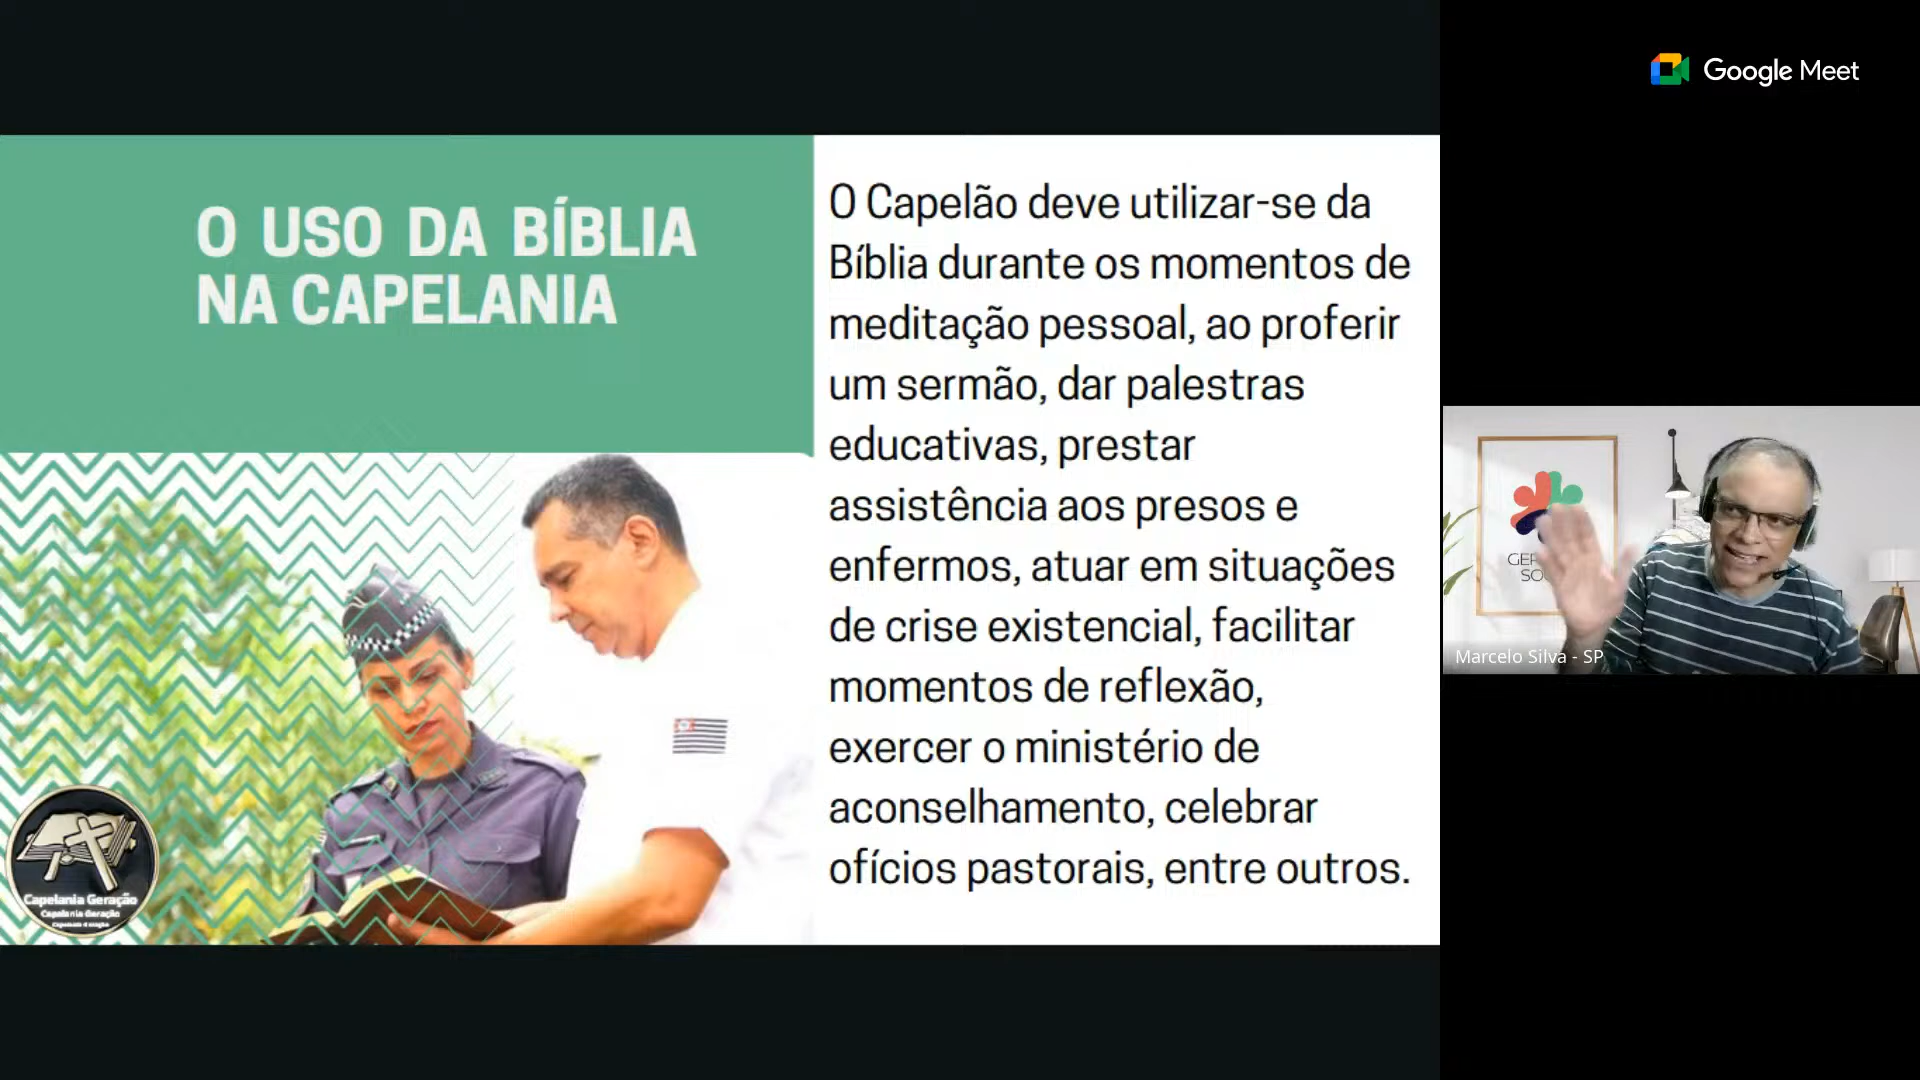 Google Meet
O USO DA BÍBLIA
NA CAPELANIA
O Capelão deve utilizar-se da
Bíblia durante os momentos de
meditação pessoal, ao proferir
um sermão, dar palestras
educativas, prestar
assistência aos presos e
enfermos, atuar em situações
de crise existencial, facilitar
momentos de reflexão,
exercer o ministério de
aconselhamento, celebrar
ofícios pastorais, entre outros.
Capelania Geração
Capelania Geração
Marcelo Silva - SP